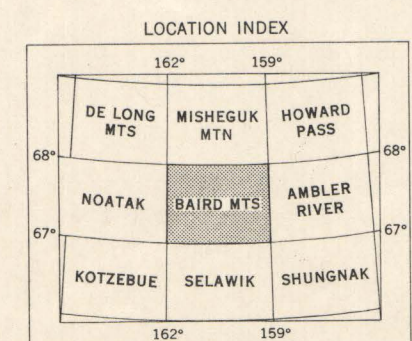 LOCATION INDEX
162° 159°
DE LONG MTS
MISHEGUK MTN
HOWARD PASS
68° 68°
NOATAK
BAIRD MTS
AMBLER RIVER
67° 67°
KOTZEBUE
SELAWIK
SHUNGNAK
162° 159°